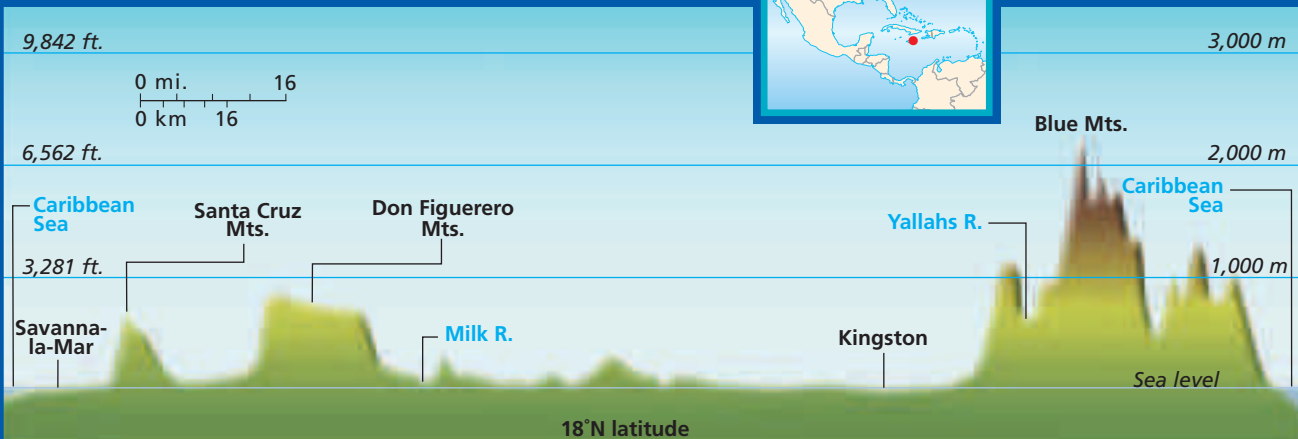 9,842 ft.
3,000 m
0 mi. 16
0 km 16
Blue Mts.
6,562 ft.
2,000 m
Caribbean
Sea
Santa Cruz
Mts.
Don Figuerero
Mts.
Yallahs R.
Caribbean
Sea
3,281 ft.
1,000 m
Savanna-
la-Mar
Milk R.
Kingston
Sea level
18°N latitude